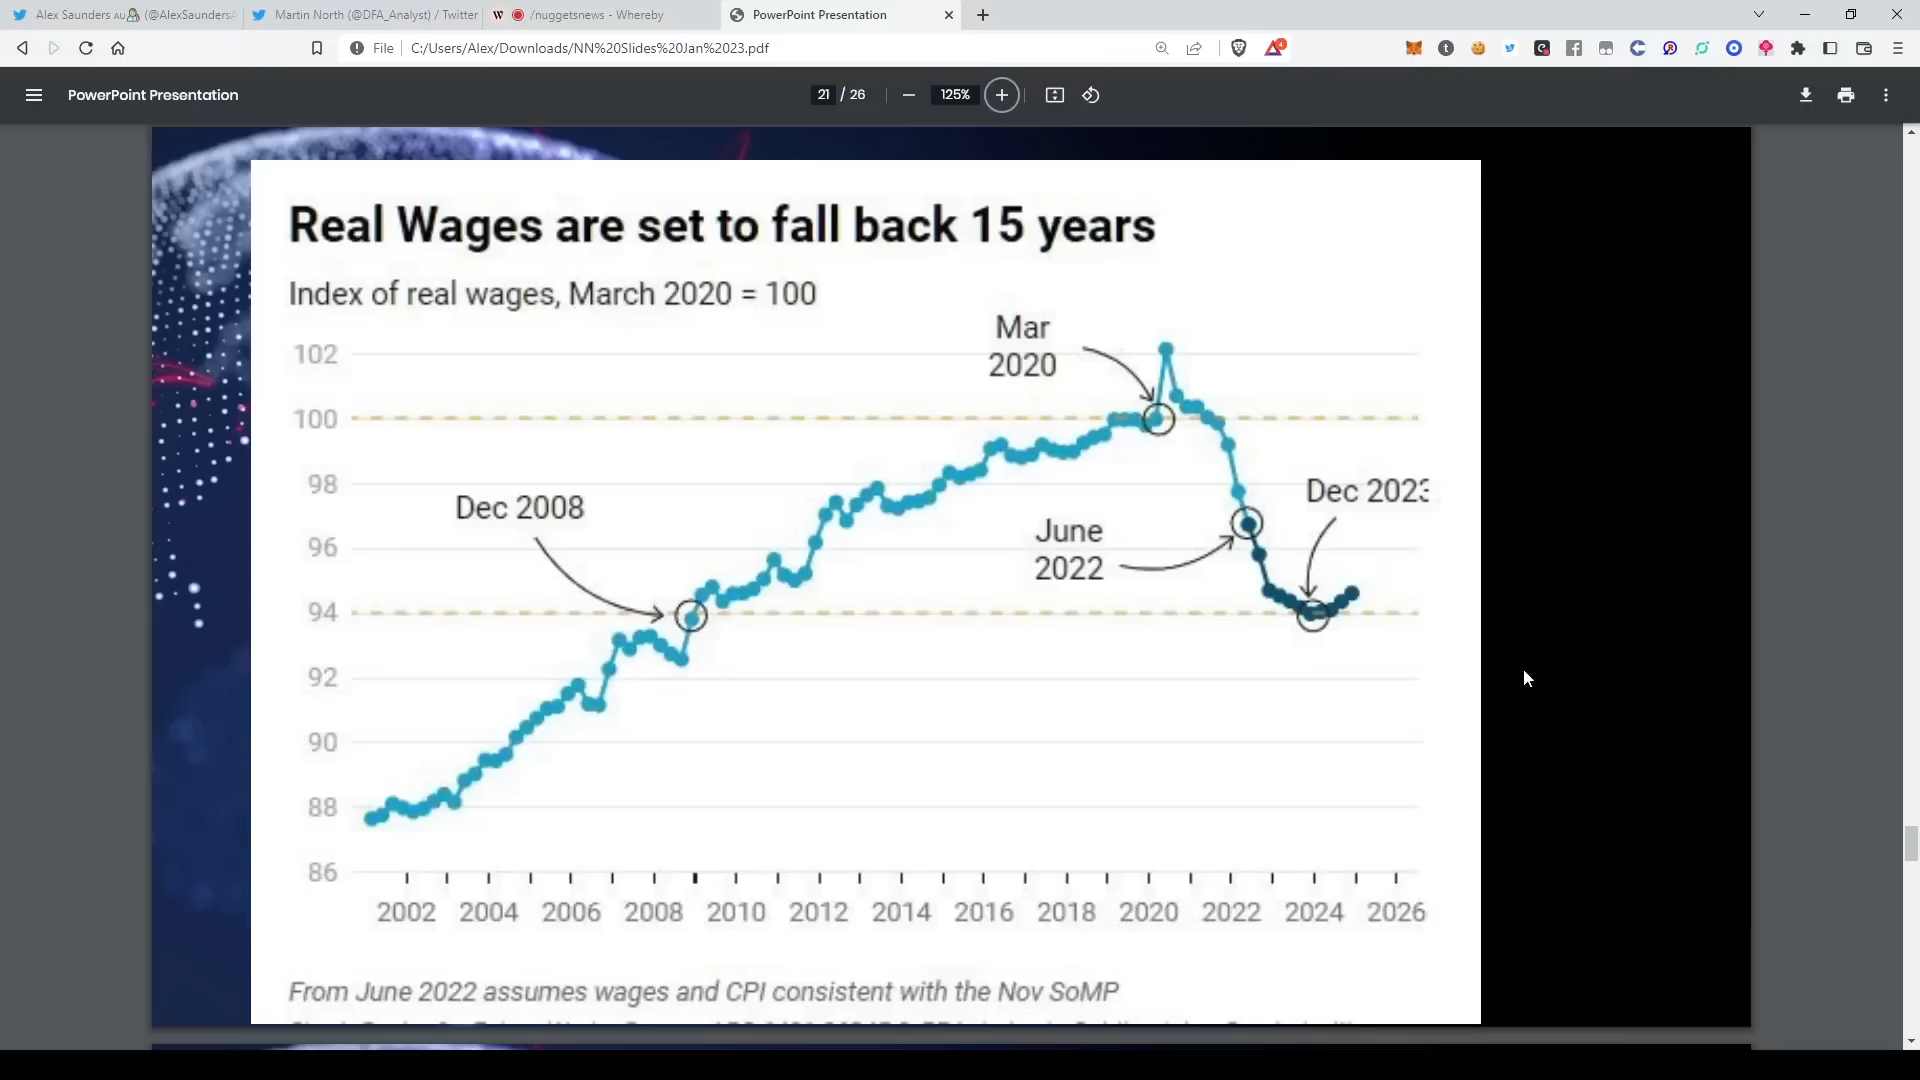 Alex Saunders AU (@AlexSaundersA
Martin North (@DFA_Analyst) / Twitter
/nuggetsnews - Whereby
PowerPoint Presentation
File
C:/Users/Alex/Downloads/NN%20Slides%20Jan%2023.pdf
4
PowerPoint Presentation
21 / 26
125%
Real Wages are set to fall back 15 years
Index of real wages, March 2020 = 100
Mar
2020
102
100
98
Dec 2023
Dec 2008
June
2022
96
94
92
90
88
86
2002 2004 2006 2008 2010 2012 2014 2016 2018 2020 2022 2024 2026
From June 2022 assumes wages and CPI consistent with the Nov SoMP